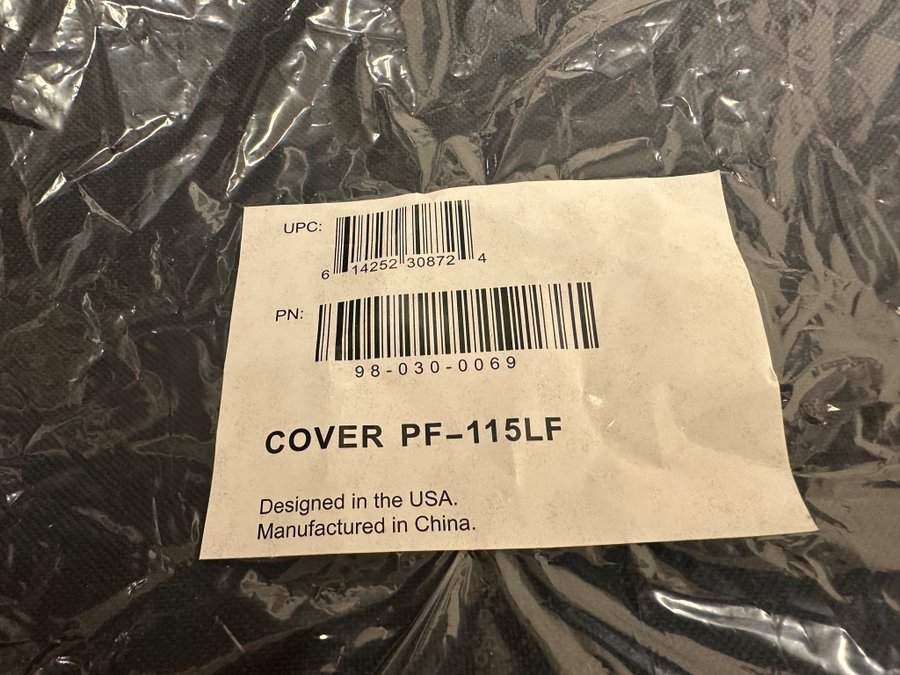 UPC:
6 14252 30872 4
PN:
98-030-0069
COVER PF-115LF
Designed in the USA.
Manufactured in China.